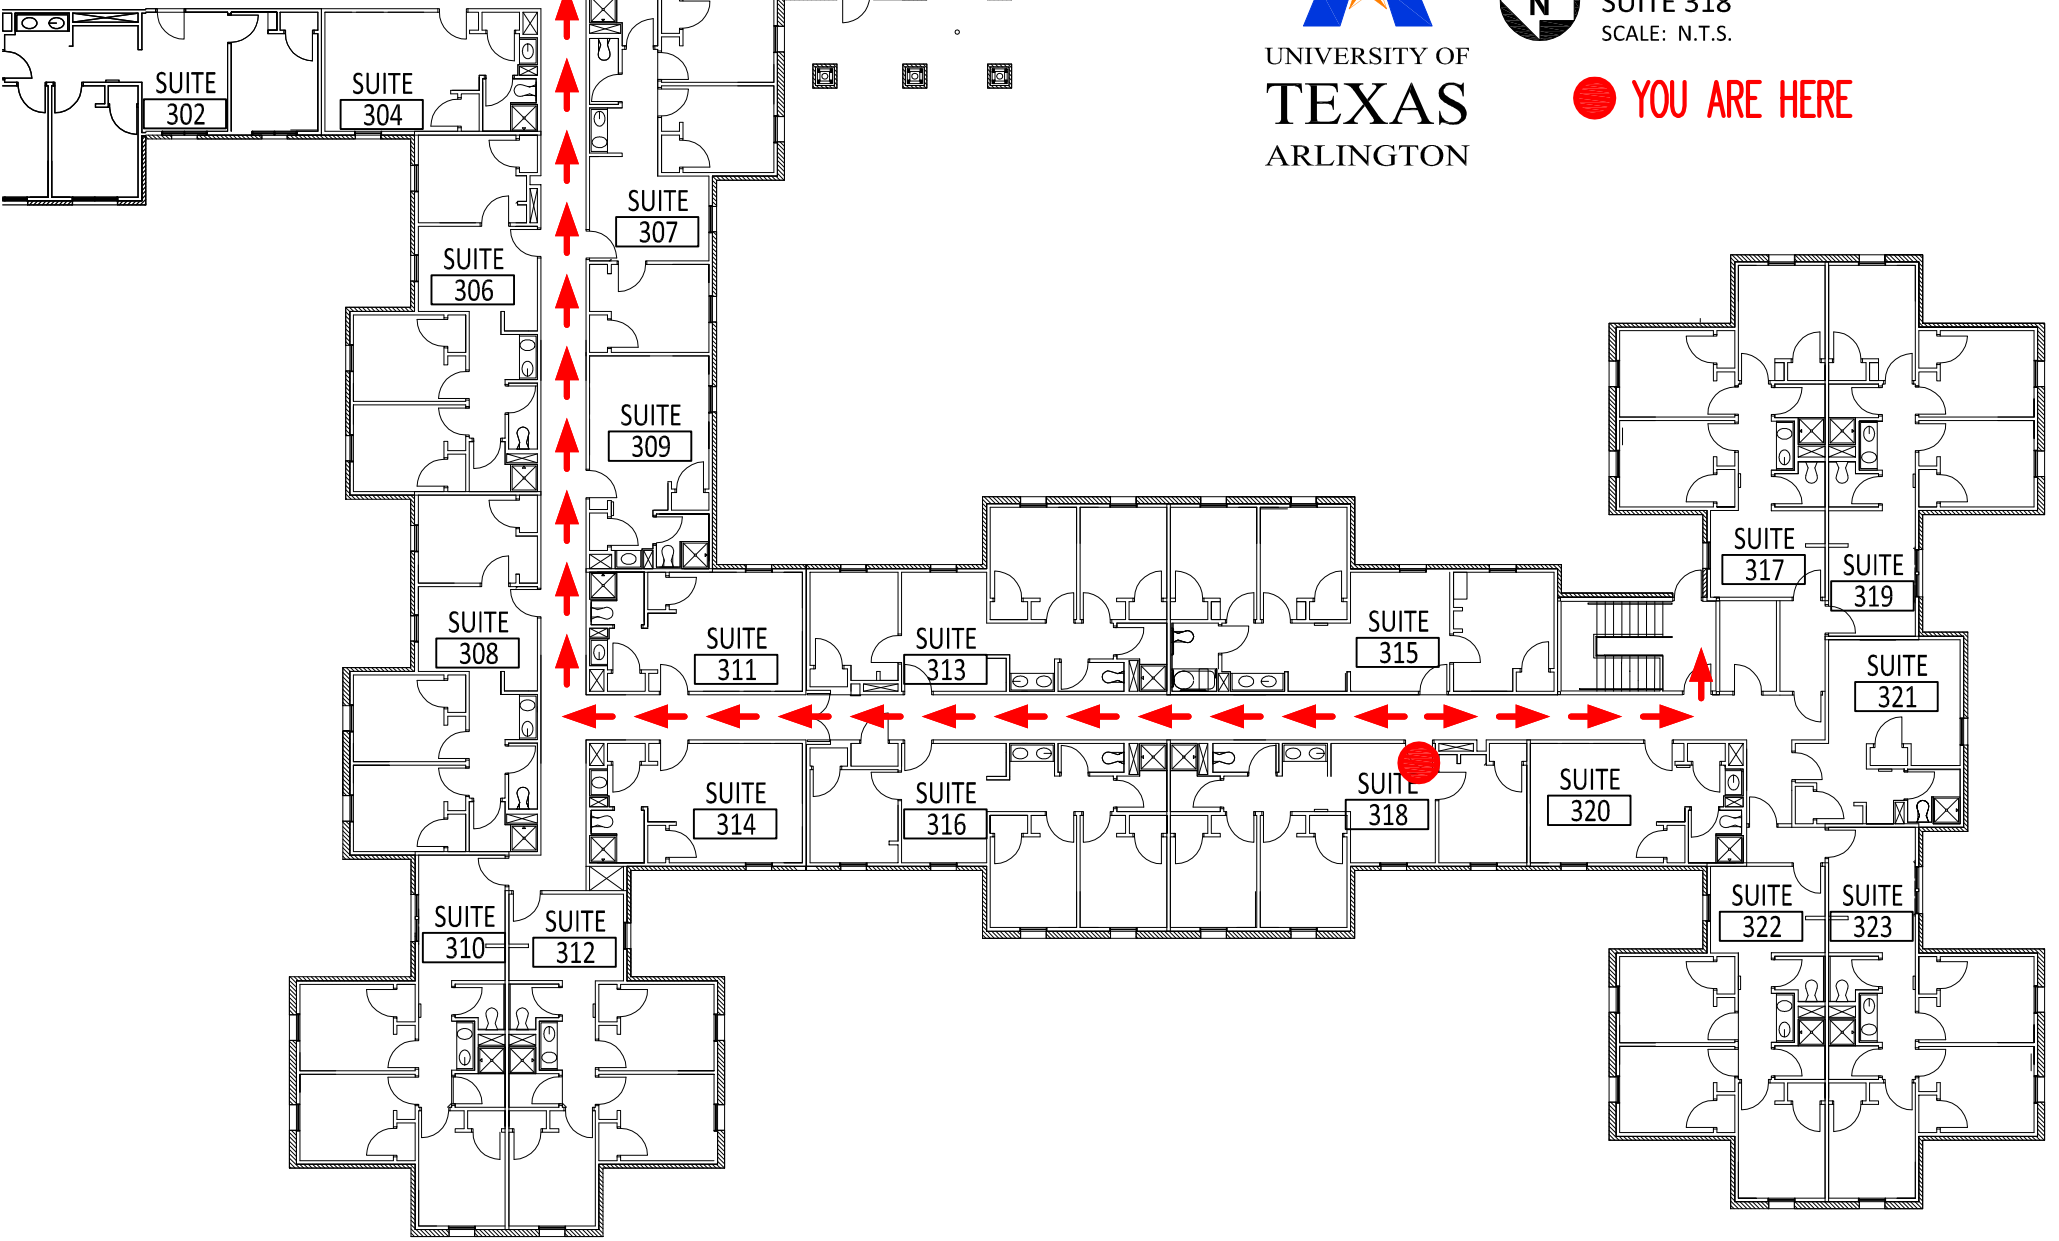 N
SUITE 318
SCALE: N.T.S.
UNIVERSITY OF
TEXAS
ARLINGTON
YOU ARE HERE
SUITE
302
SUITE
304
SUITE
307
SUITE
306
SUITE
309
SUITE
317
SUITE
319
SUITE
308
SUITE
311
SUITE
313
SUITE
315
SUITE
321
SUITE
314
SUITE
316
SUITE
318
SUITE
320
SUITE
310
SUITE
312
SUITE
322
SUITE
323